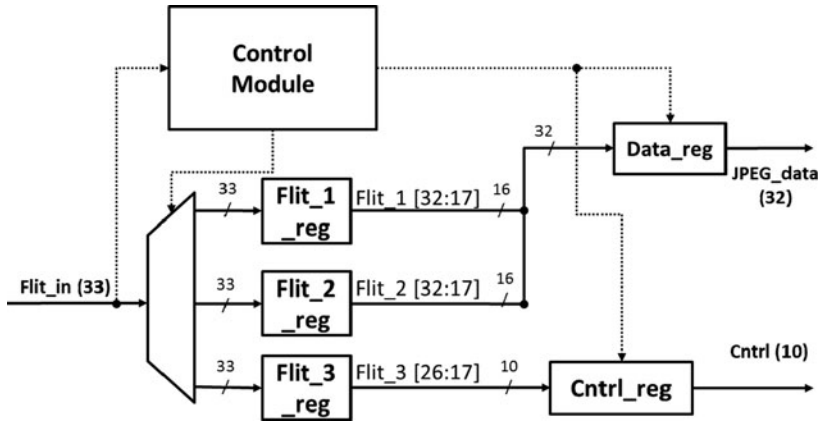 Control
Module
32
Data_reg
JPEG_data
(32)
33
Flit_1
_reg
Flit_1 [32:17]
16
Flit_in (33)
33
Flit_2
_reg
Flit_2 [32:17]
16
33
Flit_3
_reg
Flit_3 [26:17]
10
Cntrl_reg
Cntrl (10)